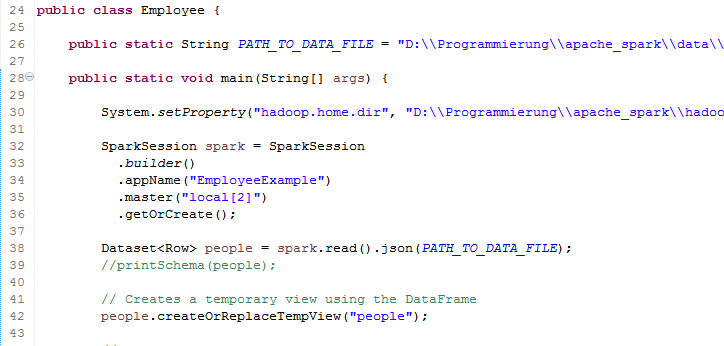 24 public class Employee {
25
26 public static String PATH_TO_DATA_FILE = "D:\\Programmierung\\apache_spark\\data\\
27
28 public static void main(String[] args) {
29
30 System.setProperty("hadoop.home.dir", "D:\\Programmierung\\apache_spark\\hadoo
31
32 SparkSession spark = SparkSession
33 .builder()
34 .appName("EmployeeExample")
35 .master("local[2]")
36 .getOrCreate();
37
38 Dataset<Row> people = spark.read().json(PATH_TO_DATA_FILE);
39 //printSchema(people);
40
41 // Creates a temporary view using the DataFrame
42 people.createOrReplaceTempView("people");
43